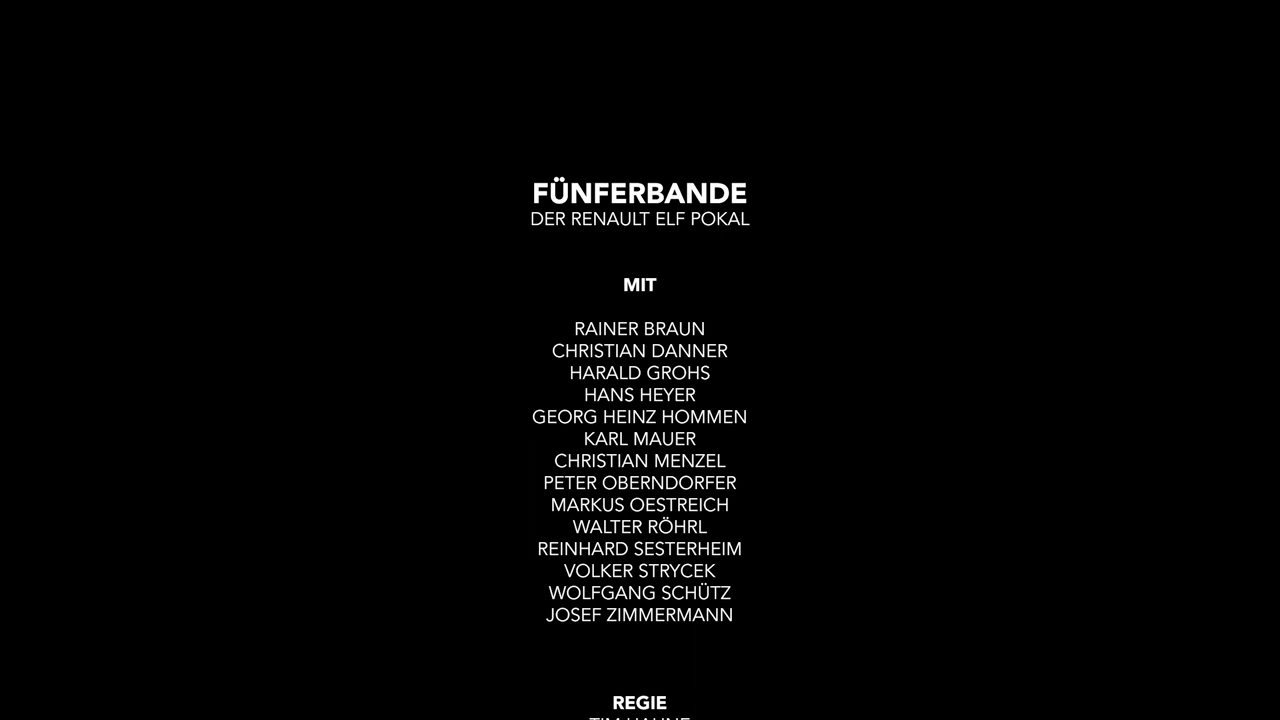 FÜNFERBANDE
DER RENAULT ELF POKAL
MIT
RAINER BRAUN
CHRISTIAN DANNER
HARALD GROHS
HANS HEYER
GEORG HEINZ HOMMEN
KARL MAUER
CHRISTIAN MENZEL
PETER OBERNDORFER
MARKUS OESTREICH
WALTER RÖHRL
REINHARD SESTERHEIM
VOLKER STRYCEK
WOLFGANG SCHÜTZ
JOSEF ZIMMERMANN
REGIE
TIM